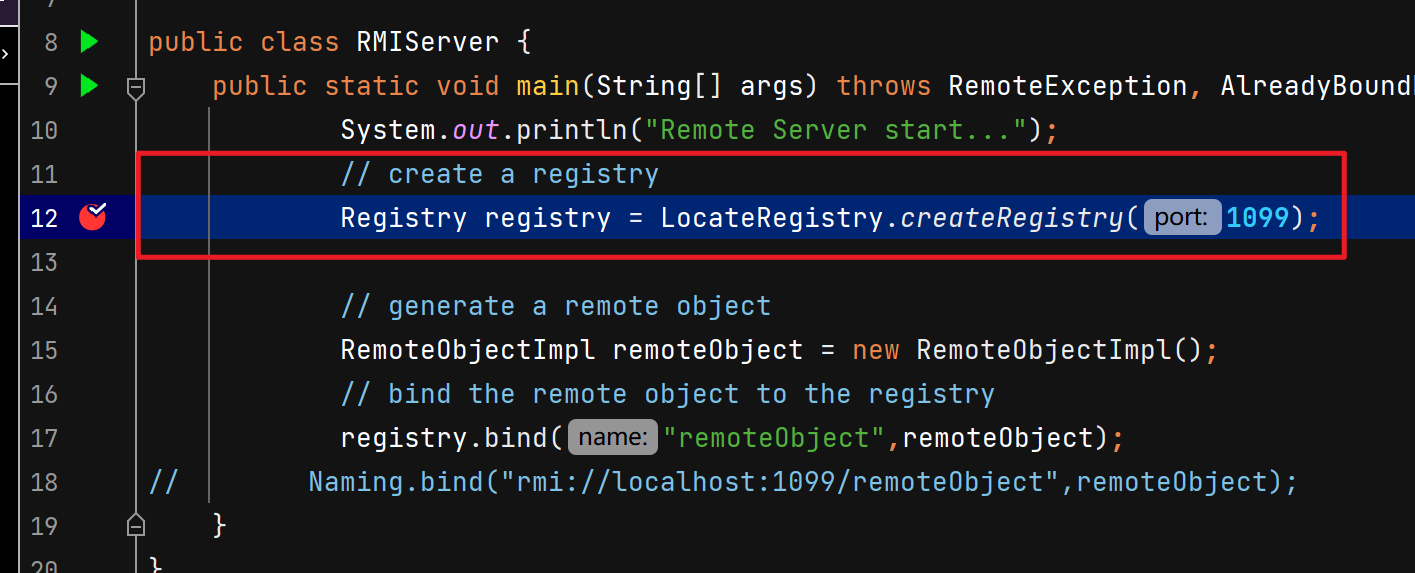 7
8 public class RMIServer {
9 public static void main(String[] args) throws RemoteException, AlreadyBound
10 System.out.println("Remote Server start...");
11 // create a registry
12 Registry registry = LocateRegistry.createRegistry( port: 1099);
13
14 // generate a remote object
15 RemoteObjectImpl remoteObject = new RemoteObjectImpl();
16 // bind the remote object to the registry
17 registry.bind( name: "remoteObject",remoteObject);
18 // Naming.bind("rmi://localhost:1099/remoteObject",remoteObject);
19 }
20 }